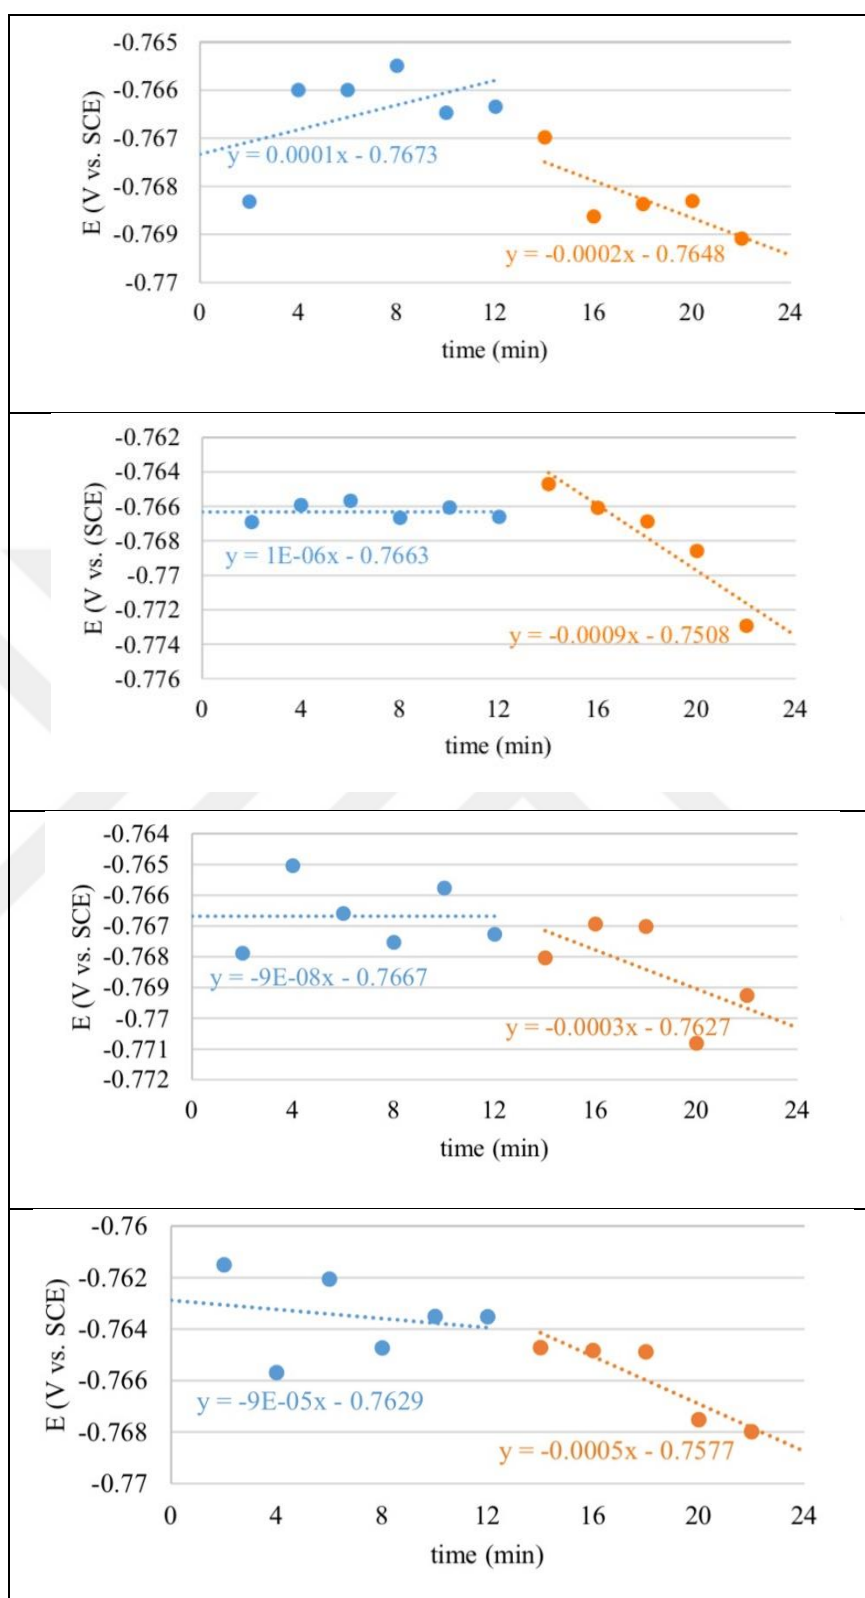 -0.765
-0.766
-0.767
-0.768
-0.769
-0.77
E (V vs. SCE)
y = 0.0001x - 0.7673
y = -0.0002x - 0.7648
0 4 8 12 16 20 24
time (min)
-0.762
-0.764
-0.766
-0.768
-0.77
-0.772
-0.774
-0.776
E (V vs. (SCE)
y = 1E-06x - 0.7663
y = -0.0009x - 0.7508
0 4 8 12 16 20 24
time (min)
-0.764
-0.765
-0.766
-0.767
-0.768
-0.769
-0.77
-0.771
-0.772
E (V vs. SCE)
y = -9E-08x - 0.7667
y = -0.0003x - 0.7627
0 4 8 12 16 20 24
time (min)
-0.76
-0.762
-0.764
-0.766
-0.768
-0.77
E (V vs. SCE)
y = -9E-05x - 0.7629
y = -0.0005x - 0.7577
0 4 8 12 16 20 24
time (min)